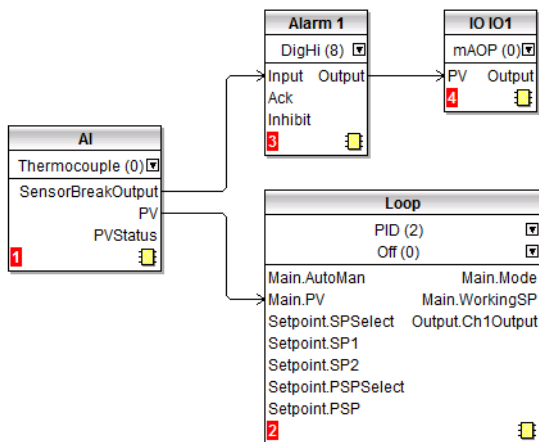 Alarm 1
DigHi (8)
Input Output
Ack
Inhibit
3
IO IO1
mAOP (0)
PV Output
4
AI
Thermocouple (0)
SensorBreakOutput
PV
PVStatus
1
Loop
PID (2)
Off (0)
Main.AutoMan Main.Mode
Main.PV Main.WorkingSP
Setpoint.SPSelect Output.Ch1Output
Setpoint.SP1
Setpoint.SP2
Setpoint.PSPSelect
Setpoint.PSP
2